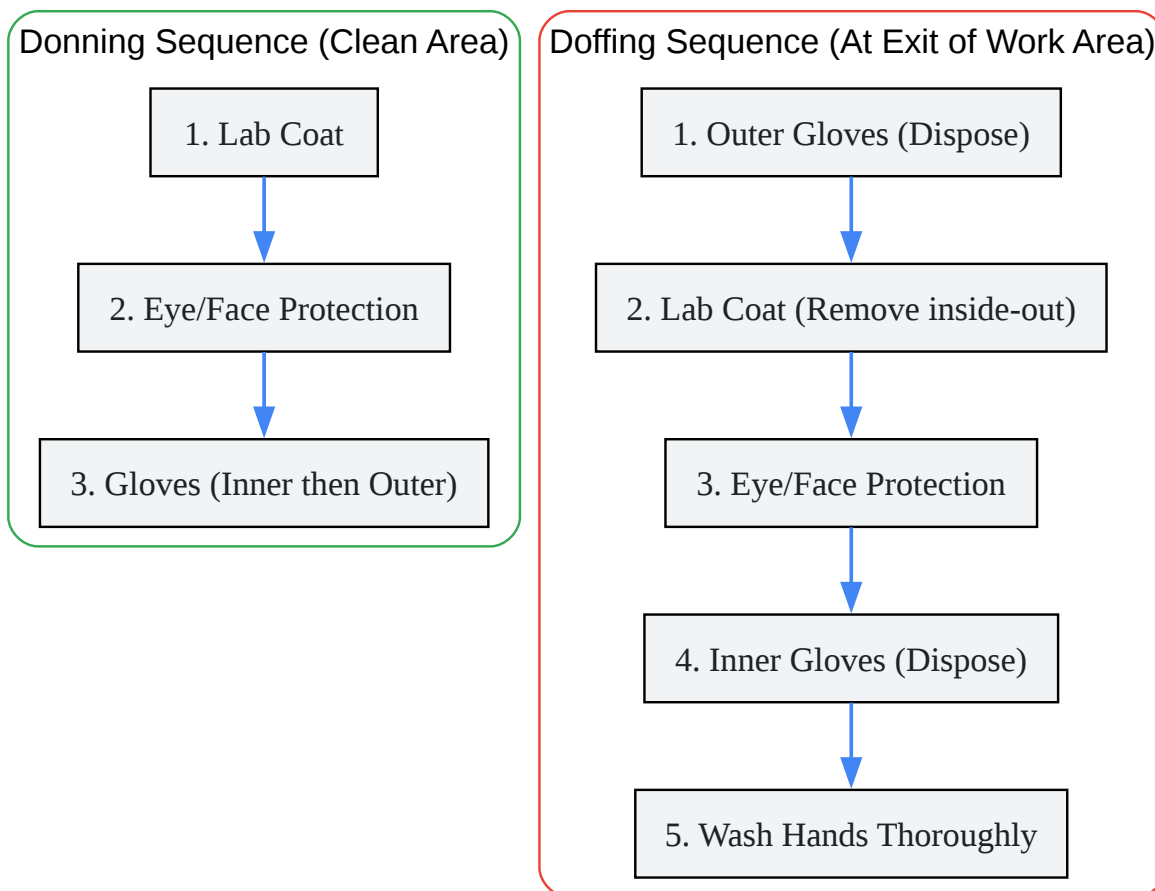 Donning Sequence (Clean Area)
1. Lab Coat
2. Eye/Face Protection
3. Gloves (Inner then Outer)
Doffing Sequence (At Exit of Work Area)
1. Outer Gloves (Dispose)
2. Lab Coat (Remove inside-out)
3. Eye/Face Protection
4. Inner Gloves (Dispose)
5. Wash Hands Thoroughly